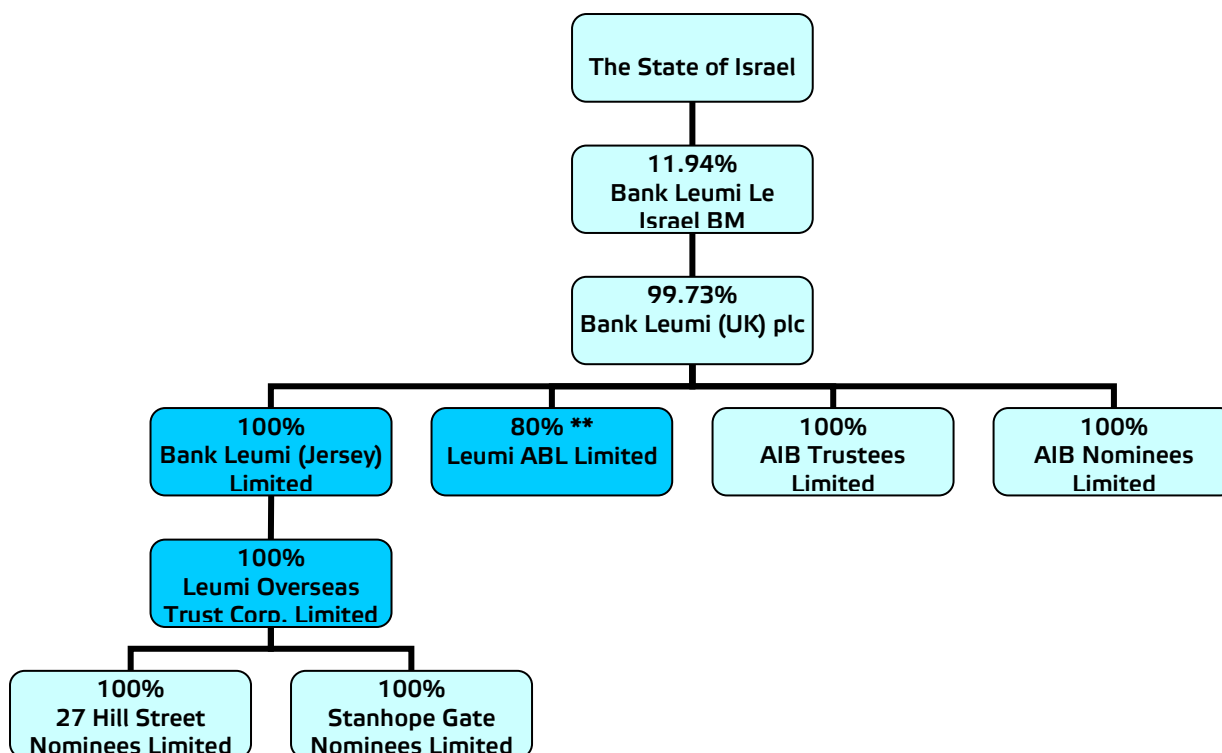 The State of Israel
11.94%
Bank Leumi Le
Israel BM
99.73%
Bank Leumi (UK) plc
100%
Bank Leumi (Jersey)
Limited
80% **
Leumi ABL Limited
100%
AIB Trustees
Limited
100%
AIB Nominees
Limited
100%
Leumi Overseas
Trust Corp. Limited
100%
27 Hill Street
Nominees Limited
100%
Stanhope Gate
Nominees Limited